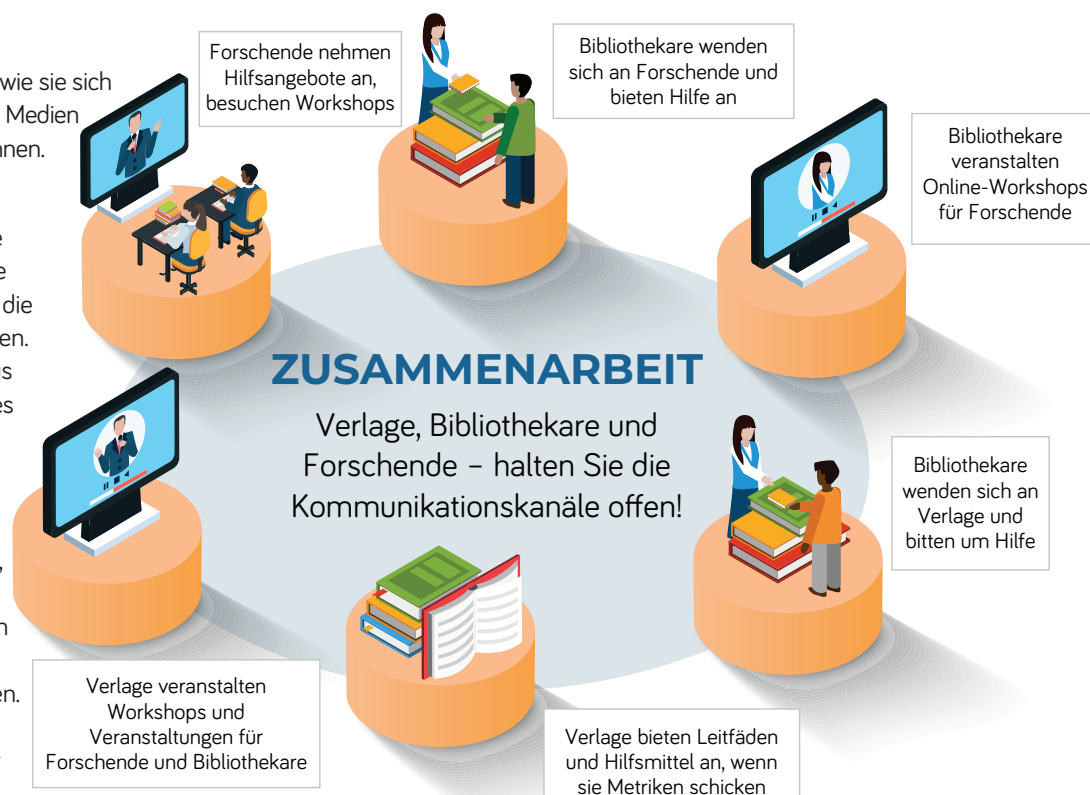 wie sie sich
Medien
nnen.
e
e
die
en.
us
es
,
n
en.
Forschende nehmen
Hilfsangebote an,
besuchen Workshops
Bibliothekare wenden
sich an Forschende und
bieten Hilfe an
Bibliothekare
veranstalten
Online-Workshops
für Forschende
ZUSAMMENARBEIT
Verlage, Bibliothekare und
Forschende – halten Sie die
Kommunikationskanäle offen!
Bibliothekare
wenden sich an
Verlage und
bitten um Hilfe
Verlage veranstalten
Workshops und
Veranstaltungen für
Forschende und Bibliothekare
Verlage bieten Leitfäden
und Hilfsmittel an, wenn
sie Metriken schicken